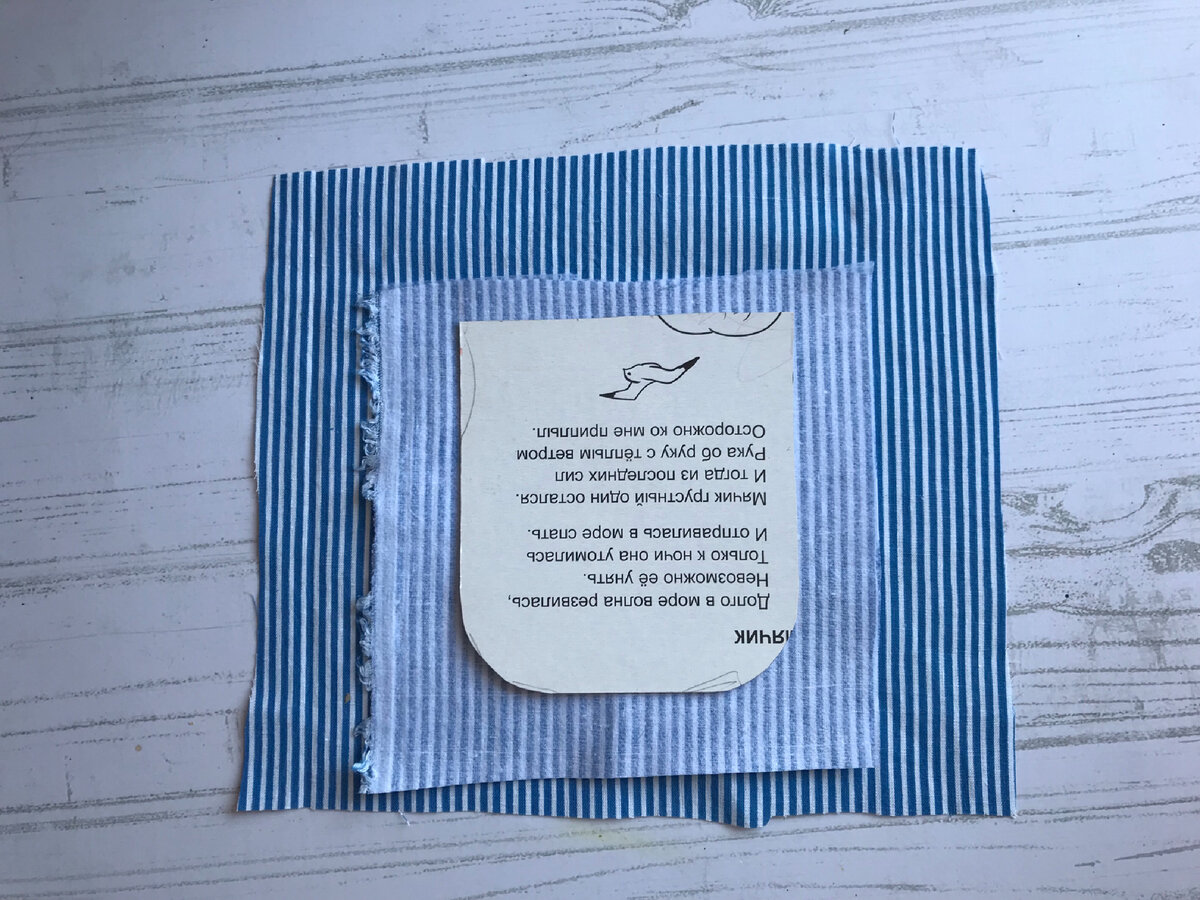 МЯЧИК
Долго в море волна резвилась,
Невозможно её унять.
Только к ночи она утомилась
И отправилась в море спать.
Мячик грустный один остался.
И тогда из последних сил
Рука об руку с тёплым ветром
Осторожно ко мне приплыл.